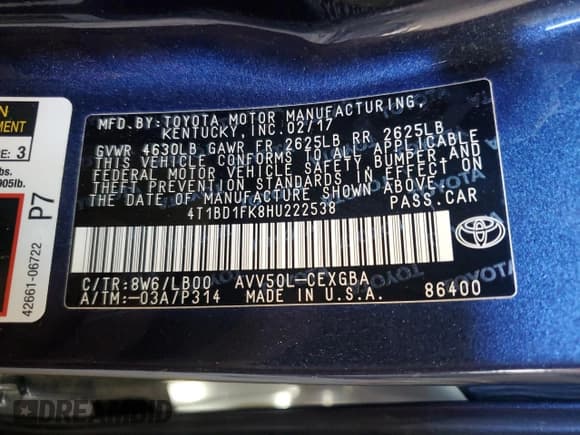 MFD. BY: TOYOTA MOTOR MANUFACTURING,
KENTUCKY, INC. 02/17
GVWR 4630LB GAWR FR 2625LB RR 2625LB
THIS VEHICLE CONFORMS TO ALL APPLICABLE
FEDERAL MOTOR VEHICLE SAFETY, BUMPER, AND
THEFT PREVENTION STANDARDS IN EFFECT ON
THE DATE OF MANUFACTURE SHOWN ABOVE.
4T1BD1FK8HU222538 PASS.CAR
C/TR:8W6/LB00 AVV50L-CEXGBA
A/TM:-03A/P314 MADE IN U.S.A. 86400
TOYOTA
E: 3
lbs.
905lb.
P7
42661-06722
DREAMBID